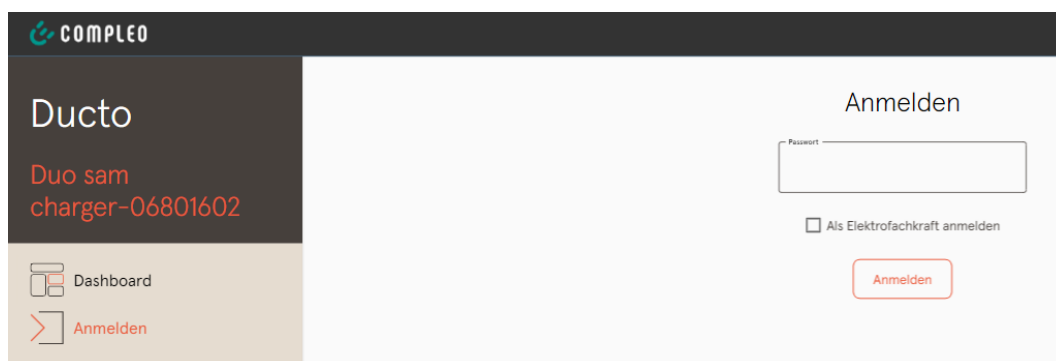 COMPLEO
Ducto
Duo sam
charger-06801602
Dashboard
Anmelden
Anmelden
Passwort
Als Elektrofachkraft anmelden
Anmelden